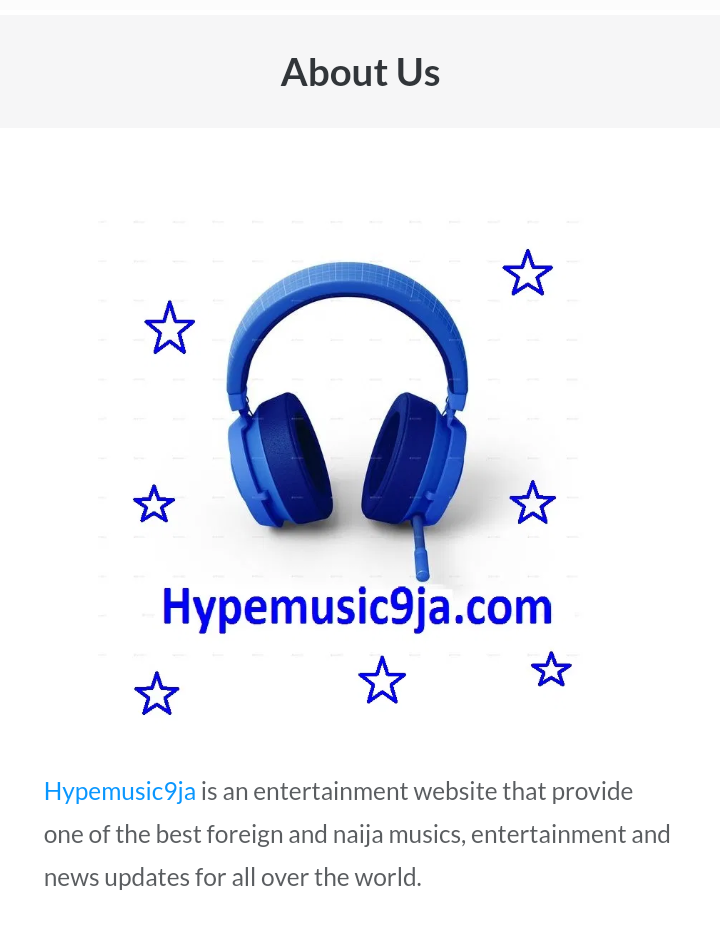 About Us
Hypemusic9ja.com
Hypemusic9ja is an entertainment website that provide
one of the best foreign and naija musics, entertainment and
news updates for all over the world.